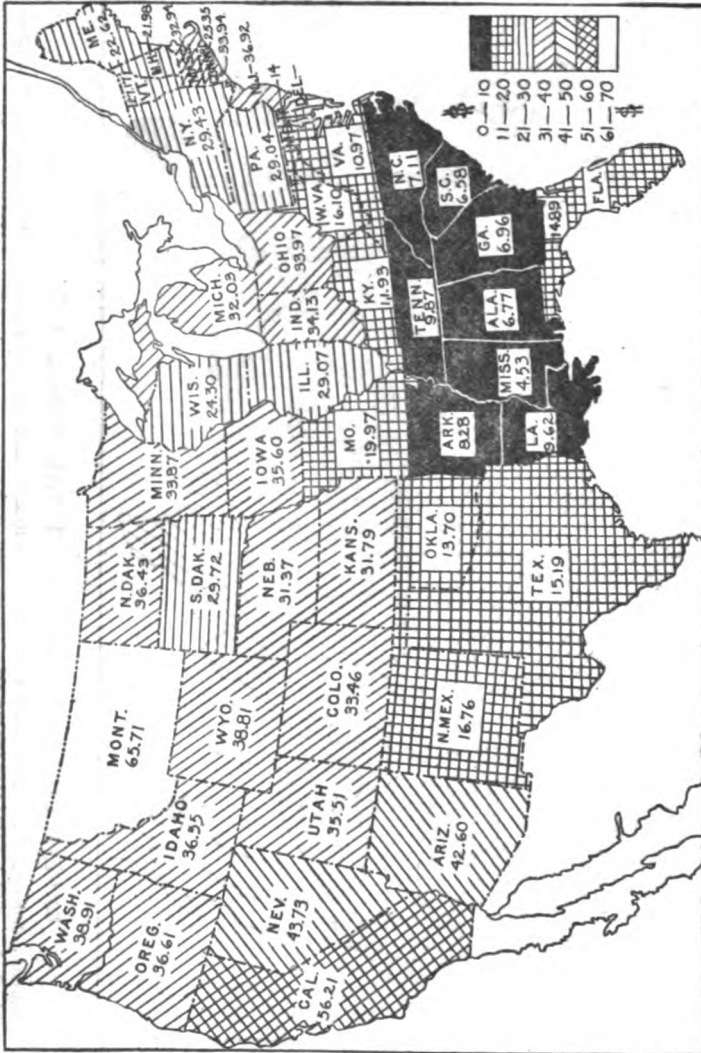 WASH.
38.91
OREG.
36.61
CAL.
56.21
NEV.
43.73
IDAHO
36.35
MONT.
65.71
WYO.
38.81
UTAH
35.51
ARIZ.
42.60
COLO.
33.46
N.MEX.
16.76
N.DAK.
36.43
S.DAK.
29.72
NEB.
31.37
KANS.
31.79
OKLA.
13.70
TEX.
15.19
MINN.
33.87
IOWA
35.60
MO.
19.97
ARK.
8.28
LA.
9.62
WIS.
24.30
ILL.
29.07
MICH.
32.03
IND.
34.13
OHIO
33.97
KY.
11.93
TENN.
9.87
MISS.
4.53
ALA.
6.77
GA.
6.96
FLA.
14.89
S.C.
6.58
N.C.
7.11
VA.
10.97
W.VA.
16.10
PA.
29.04
N.Y.
29.43
ME.
22.62
VT.
N.H.
21.98
32.94
25.35
33.94
36.92
14
DEL
$
0—10
11—20
21—30
31—40
41—50
51—60
61—70
$